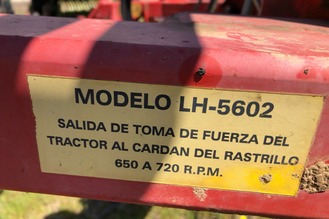 MODELO LH-5602
SALIDA DE TOMA DE FUERZA DEL
TRACTOR AL CARDAN DEL RASTRILLO
650 A 720 R.P.M.